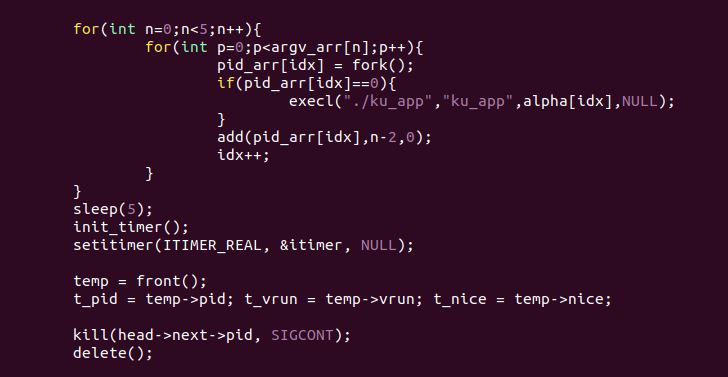 for(int n=0;n<5;n++){
        for(int p=0;p<argv_arr[n];p++){
                pid_arr[idx] = fork();
                if(pid_arr[idx]==0){
                        execl("./ku_app","ku_app",alpha[idx],NULL);
                }
                add(pid_arr[idx],n-2,0);
                idx++;
        }
}
sleep(5);
init_timer();
setitimer(ITIMER_REAL, &itimer, NULL);

temp = front();
t_pid = temp->pid; t_vrun = temp->vrun; t_nice = temp->nice;

kill(head->next->pid, SIGCONT);
delete();